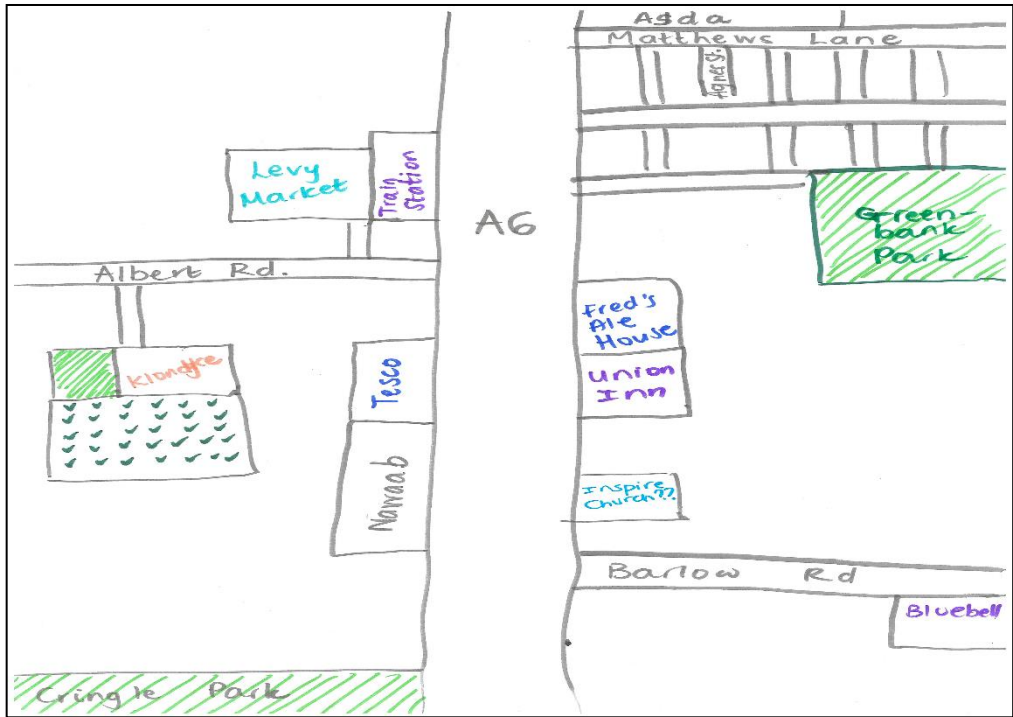 Asda
Matthews Lane
Agnes St.
Levy
Market
Train
Station
A6
Green-
bank
Park
Albert Rd.
Fred's
Ale
House
Klondyke
Tesco
Union
Inn
Nawaab
Inspire
Church??
Barlow Rd
Bluebell
Cringle Park